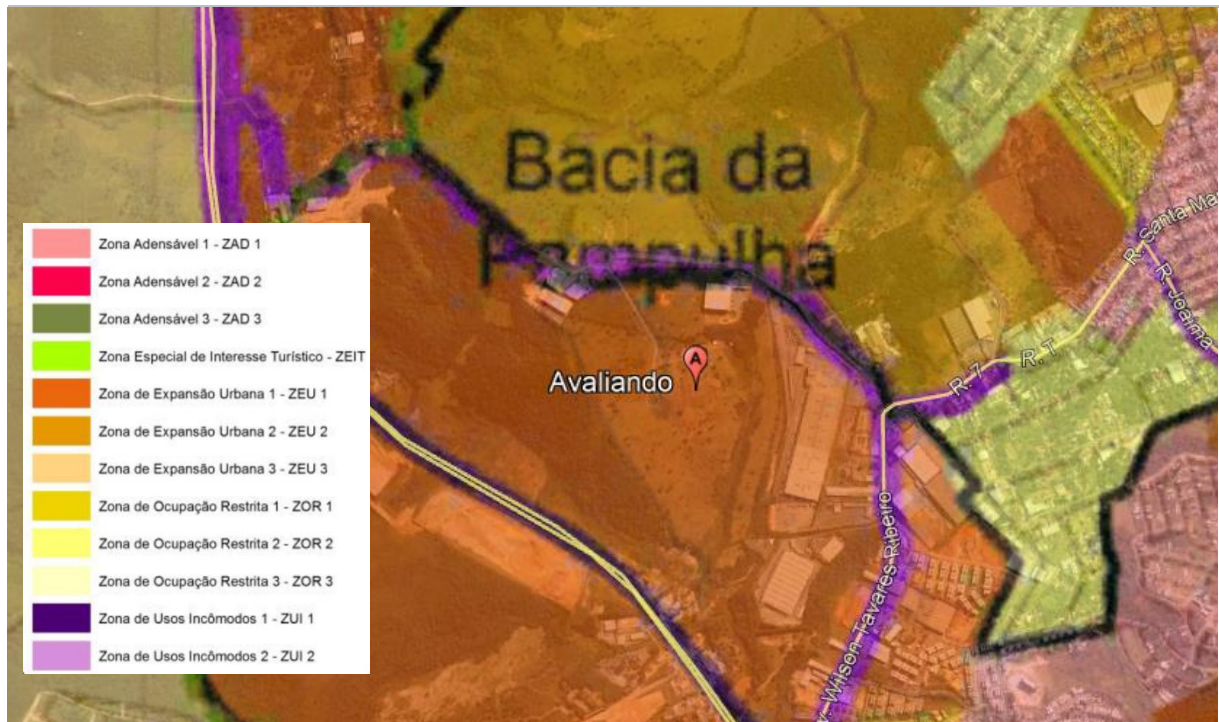 Bacia da
Pampulha
R. Santa Ma
R. Joaima
R. T
R. 7
A
Avaliando
Wilson Tavares Ribeiro
Zona Adensável 1 - ZAD 1
Zona Adensável 2 - ZAD 2
Zona Adensável 3 - ZAD 3
Zona Especial de Interesse Turístico - ZEIT
Zona de Expansão Urbana 1 - ZEU 1
Zona de Expansão Urbana 2 - ZEU 2
Zona de Expansão Urbana 3 - ZEU 3
Zona de Ocupação Restrita 1 - ZOR 1
Zona de Ocupação Restrita 2 - ZOR 2
Zona de Ocupação Restrita 3 - ZOR 3
Zona de Usos Incômodos 1 - ZUI 1
Zona de Usos Incômodos 2 - ZUI 2